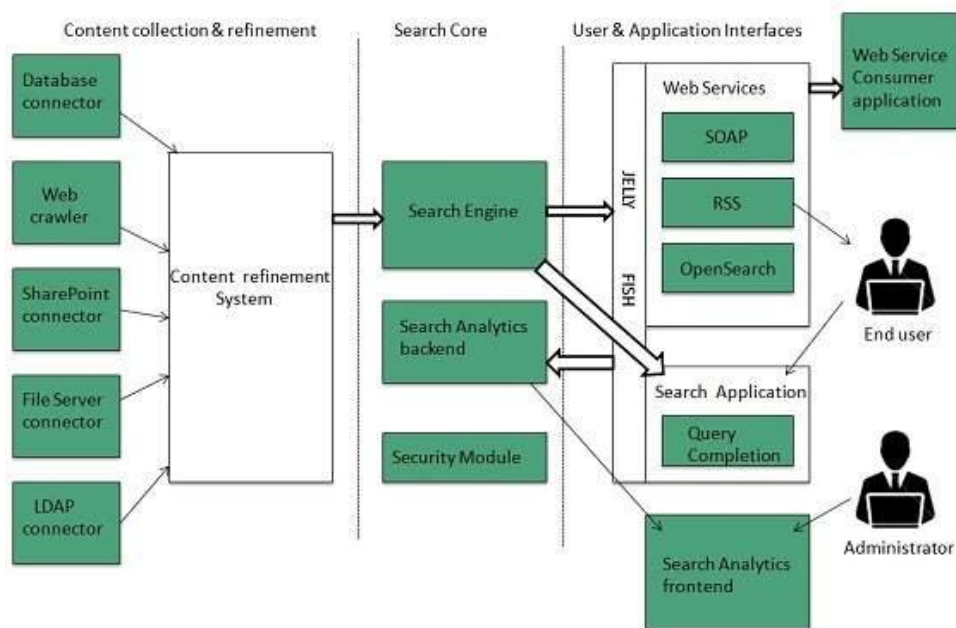 Content collection & refinement
Search Core
User & Application Interfaces
Database
connector
Web
crawler
SharePoint
connector
File Server
connector
LDAP
connector
Content refinement
System
Search Engine
Search Analytics
backend
Security Module
JELLY
FISH
Web Services
SOAP
RSS
OpenSearch
Search Application
Query
Completion
Search Analytics
frontend
Web Service
Consumer
application
End user
Administrator